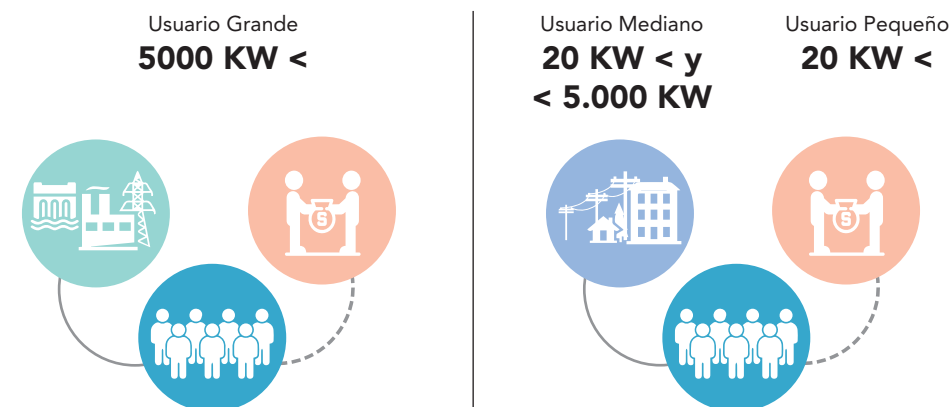 Usuario Grande
5000 KW <
Usuario Mediano
20 KW < y
< 5.000 KW
Usuario Pequeño
20 KW <
$
$